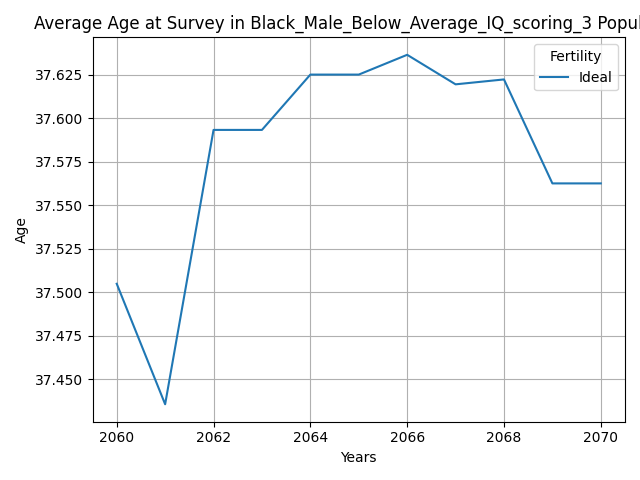 Average Age at Survey in Black_Male_Below_Average_IQ_scoring_3 Popul
Fertility
Ideal
37.625
37.600
37.575
37.550
37.525
37.500
37.475
37.450
Age
2060 2062 2064 2066 2068 2070
Years